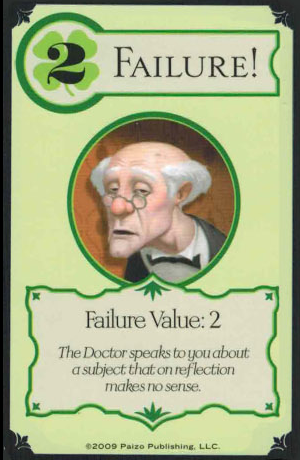 2 FAILURE!
Failure Value: 2
The Doctor speaks to you about
a subject that on reflection
makes no sense.
©2009 Paizo Publishing, LLC.